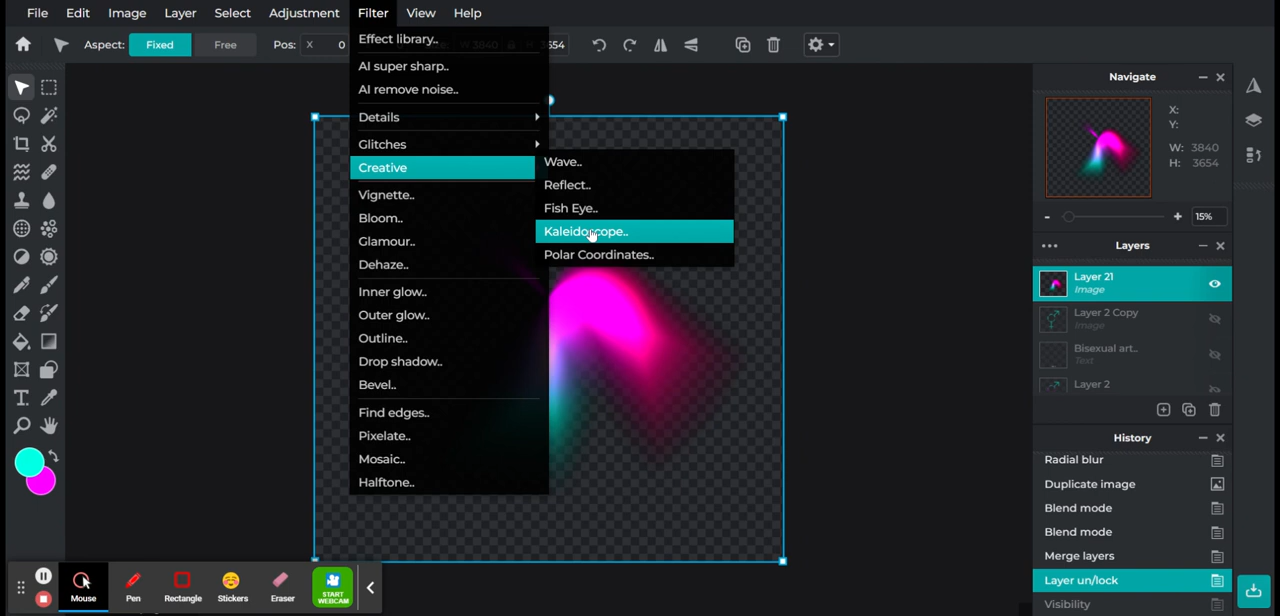 File Edit Image Layer Select Adjustment Filter View Help
Aspect: Fixed Free Pos: X 0 3840 3654
Effect library..
AI super sharp..
AI remove noise..
Details
Glitches
Creative
Vignette..
Bloom..
Glamour..
Dehaze..
Inner glow..
Outer glow..
Outline..
Drop shadow..
Bevel..
Find edges..
Pixelate..
Mosaic..
Halftone..
Wave..
Reflect..
Fish Eye..
Kaleidoscope..
Polar Coordinates..
Navigate
X:
Y:
W: 3840
H: 3654
- + 15%
Layers
Layer 21
Image
Layer 2 Copy
Image
Bisexual art..
Text
Layer 2
History
Radial blur
Duplicate image
Blend mode
Blend mode
Merge layers
Layer un/lock
Visibility
Mouse Pen Rectangle Stickers Eraser
START
WEBCAM